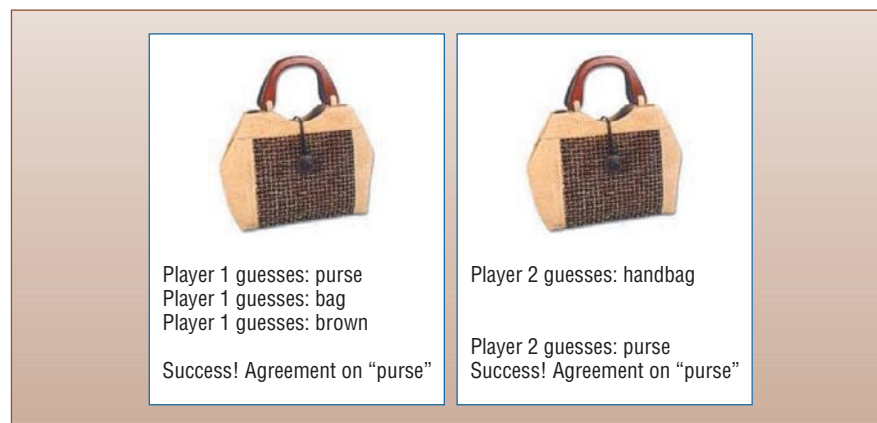 Player 1 guesses: purse
Player 1 guesses: bag
Player 1 guesses: brown
Success! Agreement on “purse”
Player 2 guesses: handbag
Player 2 guesses: purse
Success! Agreement on “purse”